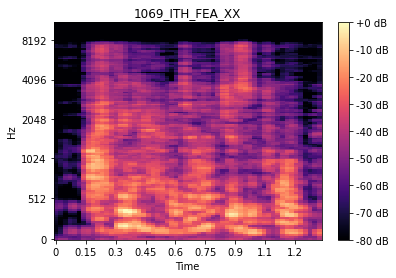 1069_ITH_FEA_XX
+0 dB
8192
-10 dB
4096
-20 dB
-30 dB
2048
Hz
-40 dB
1024
-50 dB
512
-60 dB
-70 dB
0
-80 dB
0 0.15 0.3 0.45 0.6 0.75 0.9 1.1 1.2
Time